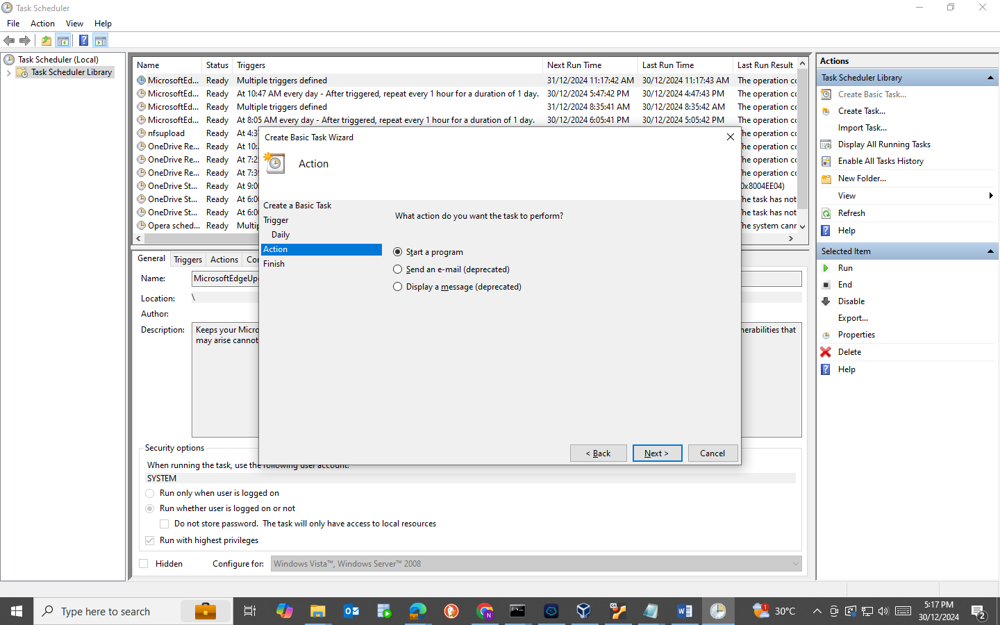 Task Scheduler
File Action View Help
Task Scheduler (Local)
Task Scheduler Library
Name Status Triggers Next Run Time Last Run Time Last Run Result
MicrosoftEd... Ready Multiple triggers defined 31/12/2024 11:17:42 AM 30/12/2024 11:17:43 AM The operation cc
MicrosoftEd... Ready At 10:47 AM every day - After triggered, repeat every 1 hour for a duration of 1 day. 30/12/2024 5:47:42 PM 30/12/2024 4:47:43 PM The operation cc
MicrosoftEd... Ready Multiple triggers defined 31/12/2024 8:35:41 AM 30/12/2024 8:35:42 AM The operation cc
MicrosoftEd... Ready At 8:05 AM every day - After triggered, repeat every 1 hour for a duration of 1 day. 30/12/2024 6:05:41 PM 30/12/2024 5:05:42 PM The operation cc
nfsupload Ready At 4:3 he operation cc
OneDrive Re... Ready At 10: he operation cc
OneDrive Re... Ready At 7:2 he operation cc
OneDrive Re... Ready At 7:3 he operation cc
OneDrive St... Ready At 9:0 0x8004EE04)
OneDrive St... Ready At 6:0 he task has not
OneDrive St... Ready At 6:0 he task has not
Opera sched... Ready Multip he system canr
General Triggers Actions Co
Name: MicrosoftEdgeUp
Location: \
Author:
Description: Keeps your Micro nerabilities that
may arise cannot
Security options
When running the task, use the following user account:
SYSTEM
Run only when user is logged on
Run whether user is logged on or not
Do not store password. The task will only have access to local resources
Run with highest privileges
Hidden Configure for: Windows Vista™, Windows Server™ 2008
Create Basic Task Wizard
Action
Create a Basic Task
Trigger
Daily
Action
Finish
What action do you want the task to perform?
Start a program
Send an e-mail (deprecated)
Display a message (deprecated)
< Back Next > Cancel
Actions
Task Scheduler Library
Create Basic Task...
Create Task...
Import Task...
Display All Running Tasks
Enable All Tasks History
New Folder...
View
Refresh
Help
Selected Item
Run
End
Disable
Export...
Properties
Delete
Help
Type here to search
1
30°C
5:17 PM
30/12/2024
2